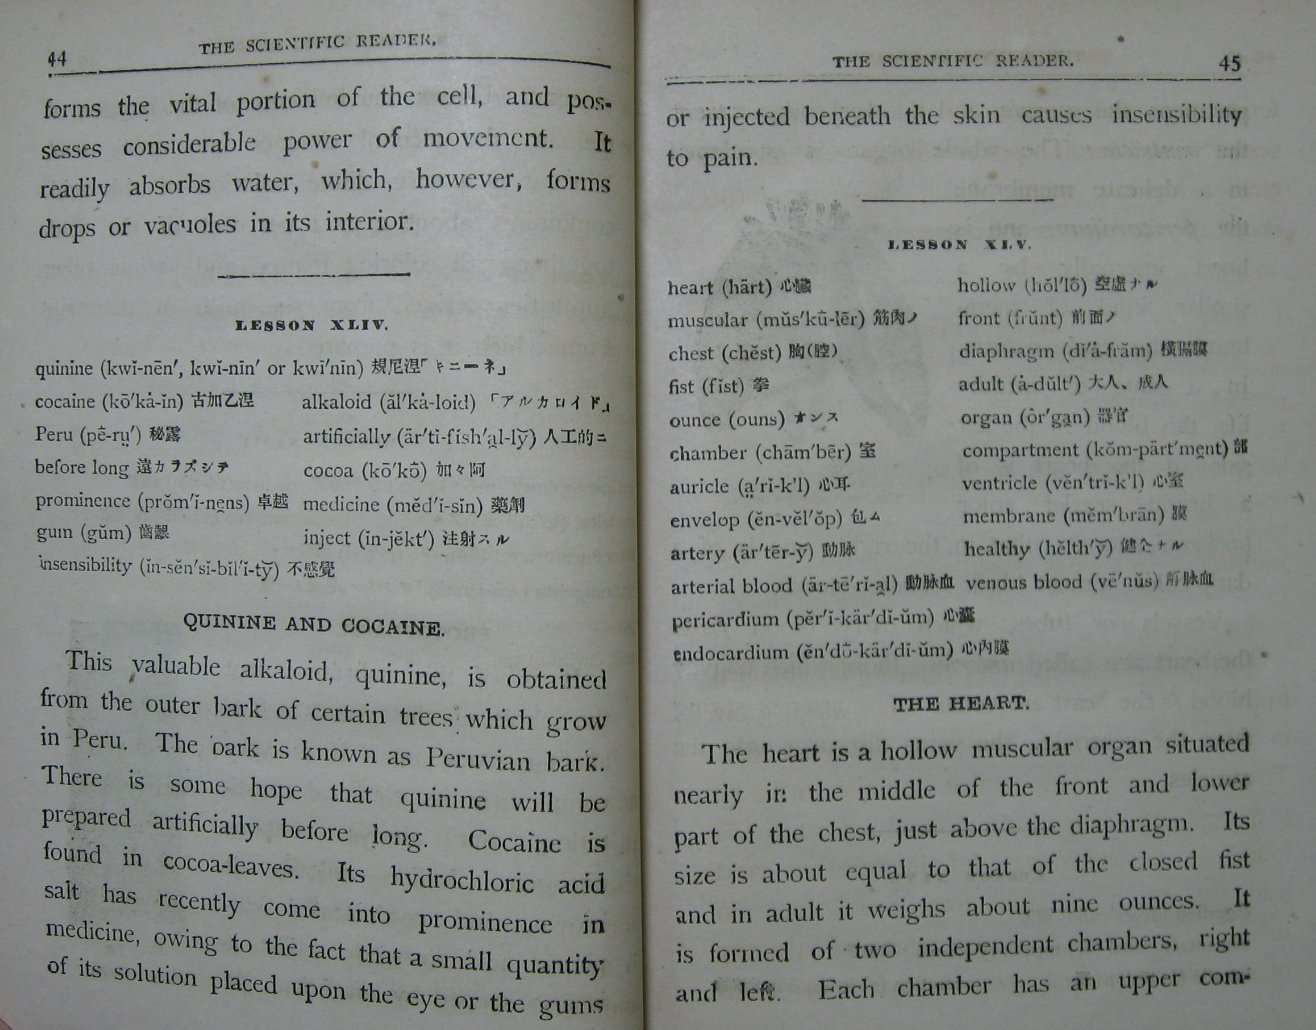 44
THE SCIENTIFIC READER.
forms the vital portion of the cell, and pos-
sesses considerable power of movement. It
readily absorbs water, which, however, forms
drops or vacuoles in its interior.
LESSON XLIV.
quinine (kwĭ-nēn′, kwĭ-nīn′ or kwī′nīn) 規尼涅「キニーネ」
cocaine (kō′kȧ-ĭn) 古加乙涅 alkaloid (ăl′kȧ-loid) 「アルカロイド」
Peru (pē̇-rṳ′) 秘露 artificially (är′tĭ-fĭsh′a̤l-ly̆) 人工的ニ
before long 遠カラズシテ cocoa (kō′kō̇) 加々阿
prominence (prŏm′ĭ-nens) 卓越 medicine (mĕd′ĭ-sĭn) 藥劑
gum (gŭm) 齒齦 inject (ĭn-jĕkt′) 注射スル
insensibility (ĭn-sĕn′sĭ-bĭl′ĭ-ty̆) 不感覺
QUININE AND COCAINE.
This valuable alkaloid, quinine, is obtained
from the outer bark of certain trees which grow
in Peru. The bark is known as Peruvian bark.
There is some hope that quinine will be
prepared artificially before long. Cocaine is
found in cocoa-leaves. Its hydrochloric acid
salt has recently come into prominence in
medicine, owing to the fact that a small quantity
of its solution placed upon the eye or the gums
THE SCIENTIFIC READER.
45
or injected beneath the skin causes insensibility
to pain.
LESSON XLV.
heart (härt) 心臟 hollow (hŏl′lō̇) 空虛ナル
muscular (mŭs′kū̇-lẽr) 筋肉ノ front (frŭnt) 前面ノ
chest (chĕst) 胸(腔) diaphragm (dī′ȧ-frăm) 橫隔膜
fist (fĭst) 拳 adult (ȧ-dŭlt′) 大人、成人
ounce (ouns) オンス organ (ôr′gan) 器官
chamber (chām′bẽr) 室 compartment (kŏm-pärt′ment) 部
auricle (a̤′rĭ-k'l) 心耳 ventricle (vĕn′trĭ-k'l) 心室
envelop (ĕn-vĕl′ŏp) 包ム membrane (mĕm′brān) 膜
artery (är′tẽr-y̆) 動脉 healthy (hĕlth′y̆) 健全ナル
arterial blood (är-tē′rĭ-al) 動脉血 venous blood (vē′nŭs) 靜脉血
pericardium (pĕr′ĭ-kär′dĭ-ŭm) 心囊
endocardium (ĕn′dō̇-kär′dĭ-ŭm) 心內膜
THE HEART.
The heart is a hollow muscular organ situated
nearly in the middle of the front and lower
part of the chest, just above the diaphragm. Its
size is about equal to that of the closed fist
and in adult it weighs about nine ounces. It
is formed of two independent chambers, right
and left. Each chamber has an upper com-